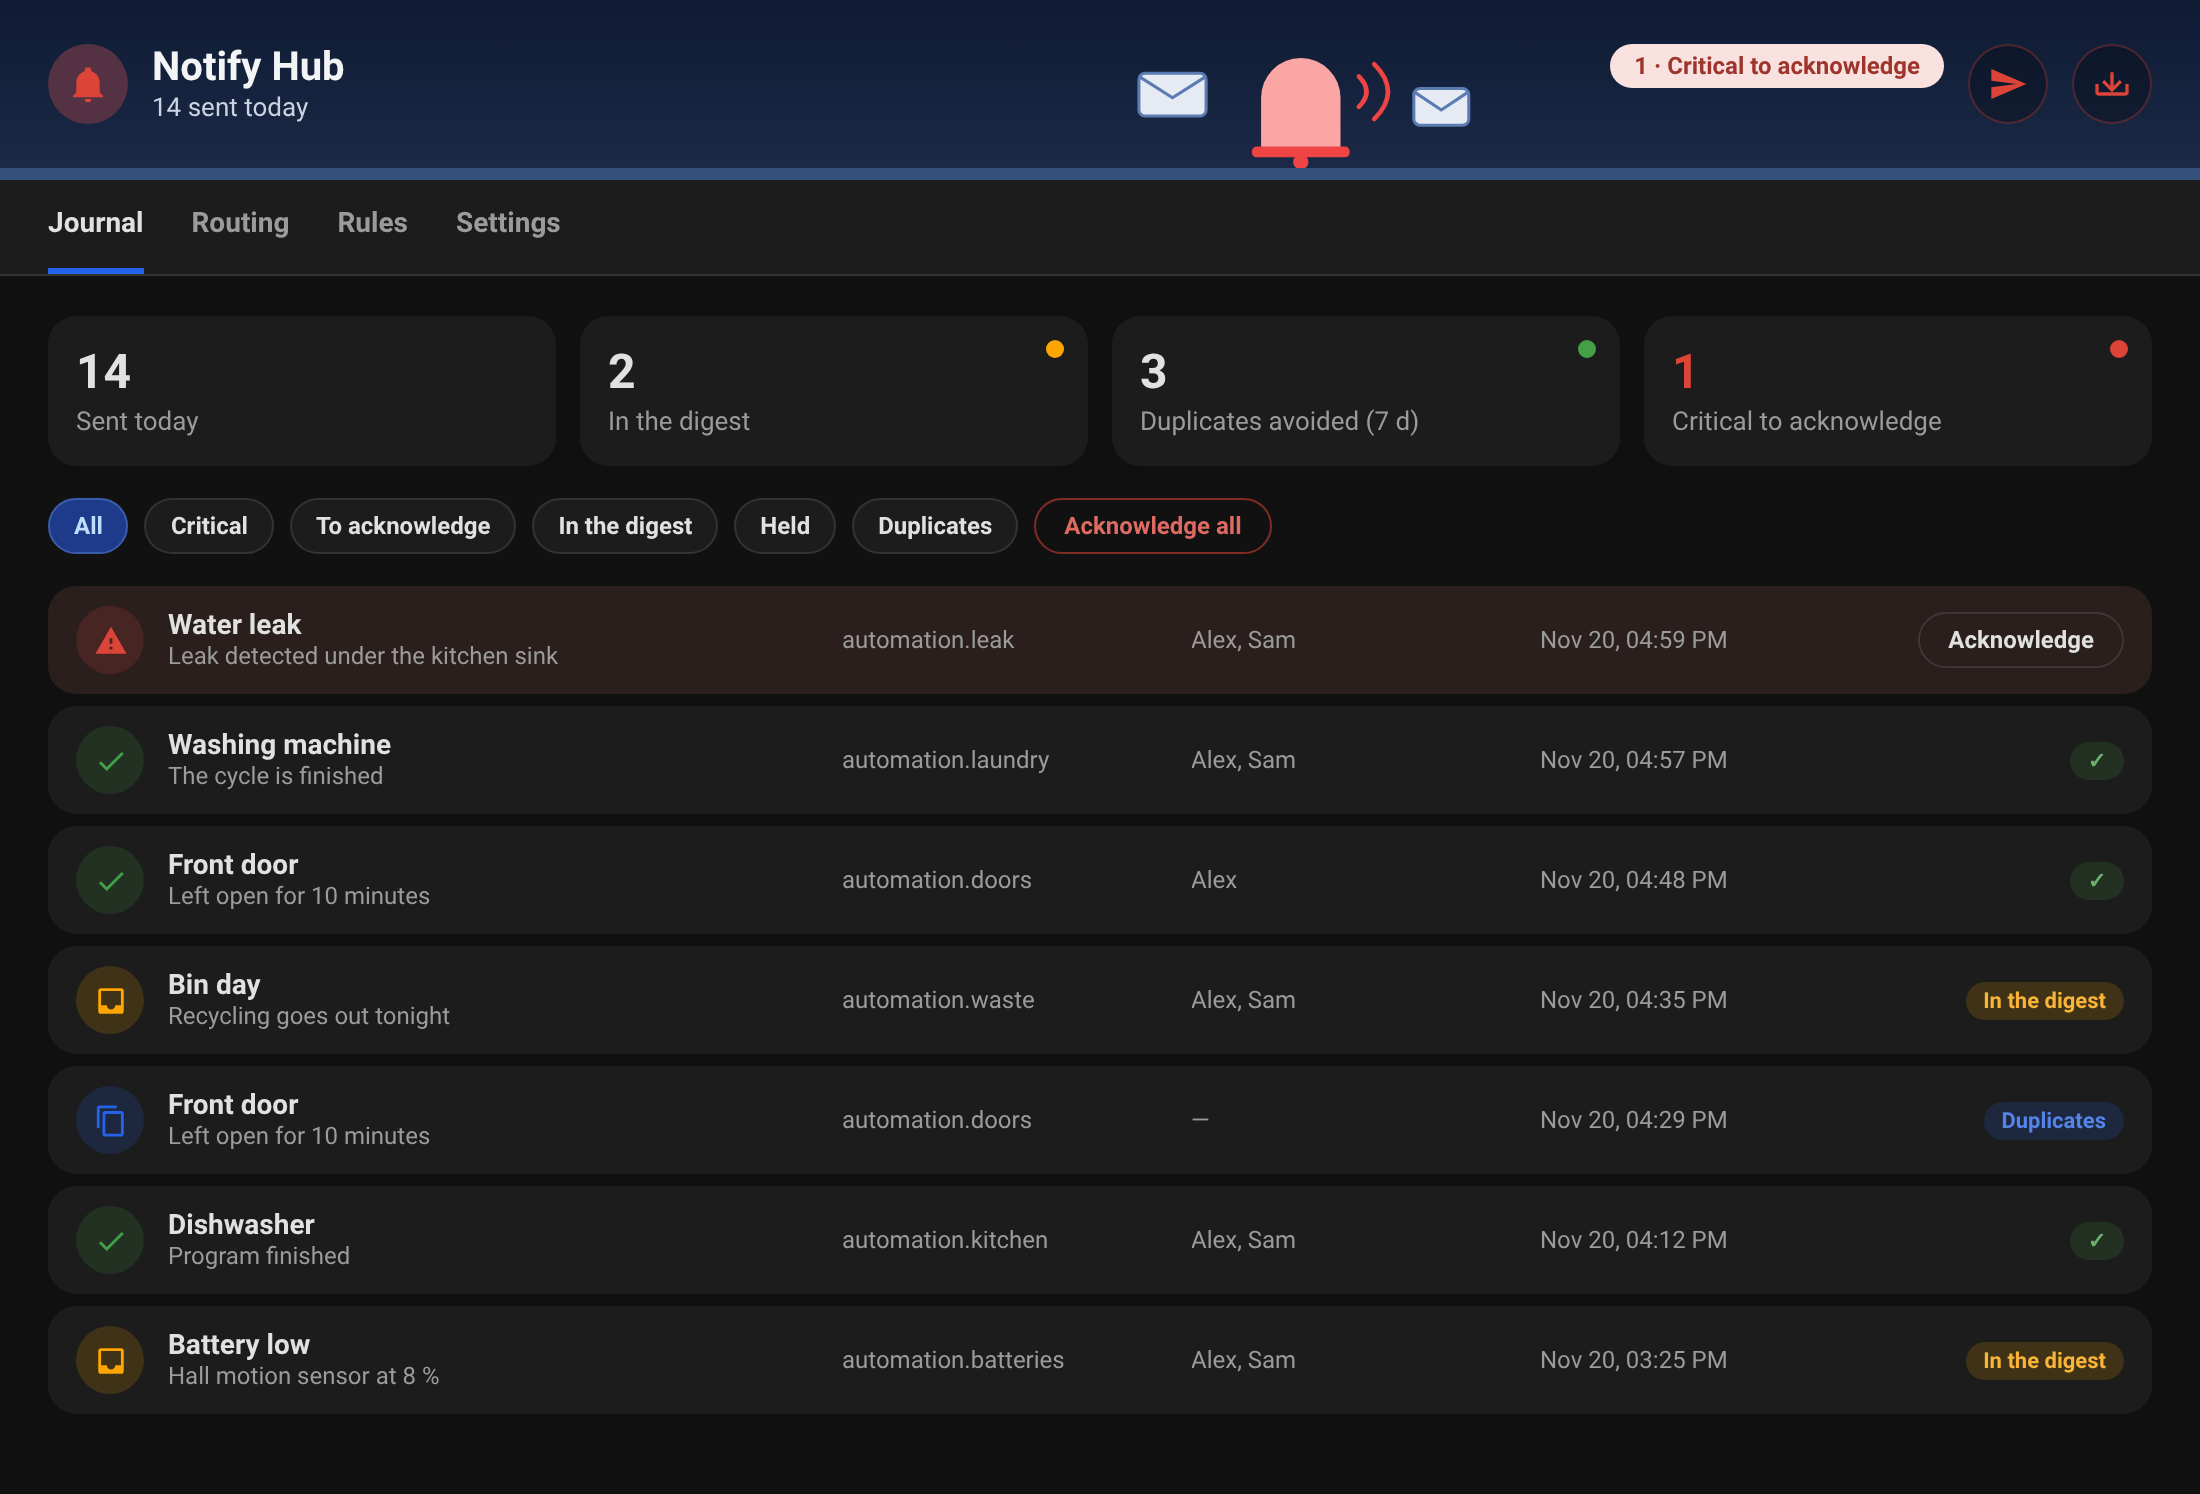 Notify Hub
14 sent today
1 · Critical to acknowledge
Journal Routing Rules Settings
14
Sent today
2
In the digest
3
Duplicates avoided (7 d)
1
Critical to acknowledge
All Critical To acknowledge In the digest Held Duplicates Acknowledge all
Water leak
Leak detected under the kitchen sink
automation.leak
Alex, Sam
Nov 20, 04:59 PM
Acknowledge
Washing machine
The cycle is finished
automation.laundry
Alex, Sam
Nov 20, 04:57 PM
✓
Front door
Left open for 10 minutes
automation.doors
Alex
Nov 20, 04:48 PM
✓
Bin day
Recycling goes out tonight
automation.waste
Alex, Sam
Nov 20, 04:35 PM
In the digest
Front door
Left open for 10 minutes
automation.doors
—
Nov 20, 04:29 PM
Duplicates
Dishwasher
Program finished
automation.kitchen
Alex, Sam
Nov 20, 04:12 PM
✓
Battery low
Hall motion sensor at 8 %
automation.batteries
Alex, Sam
Nov 20, 03:25 PM
In the digest